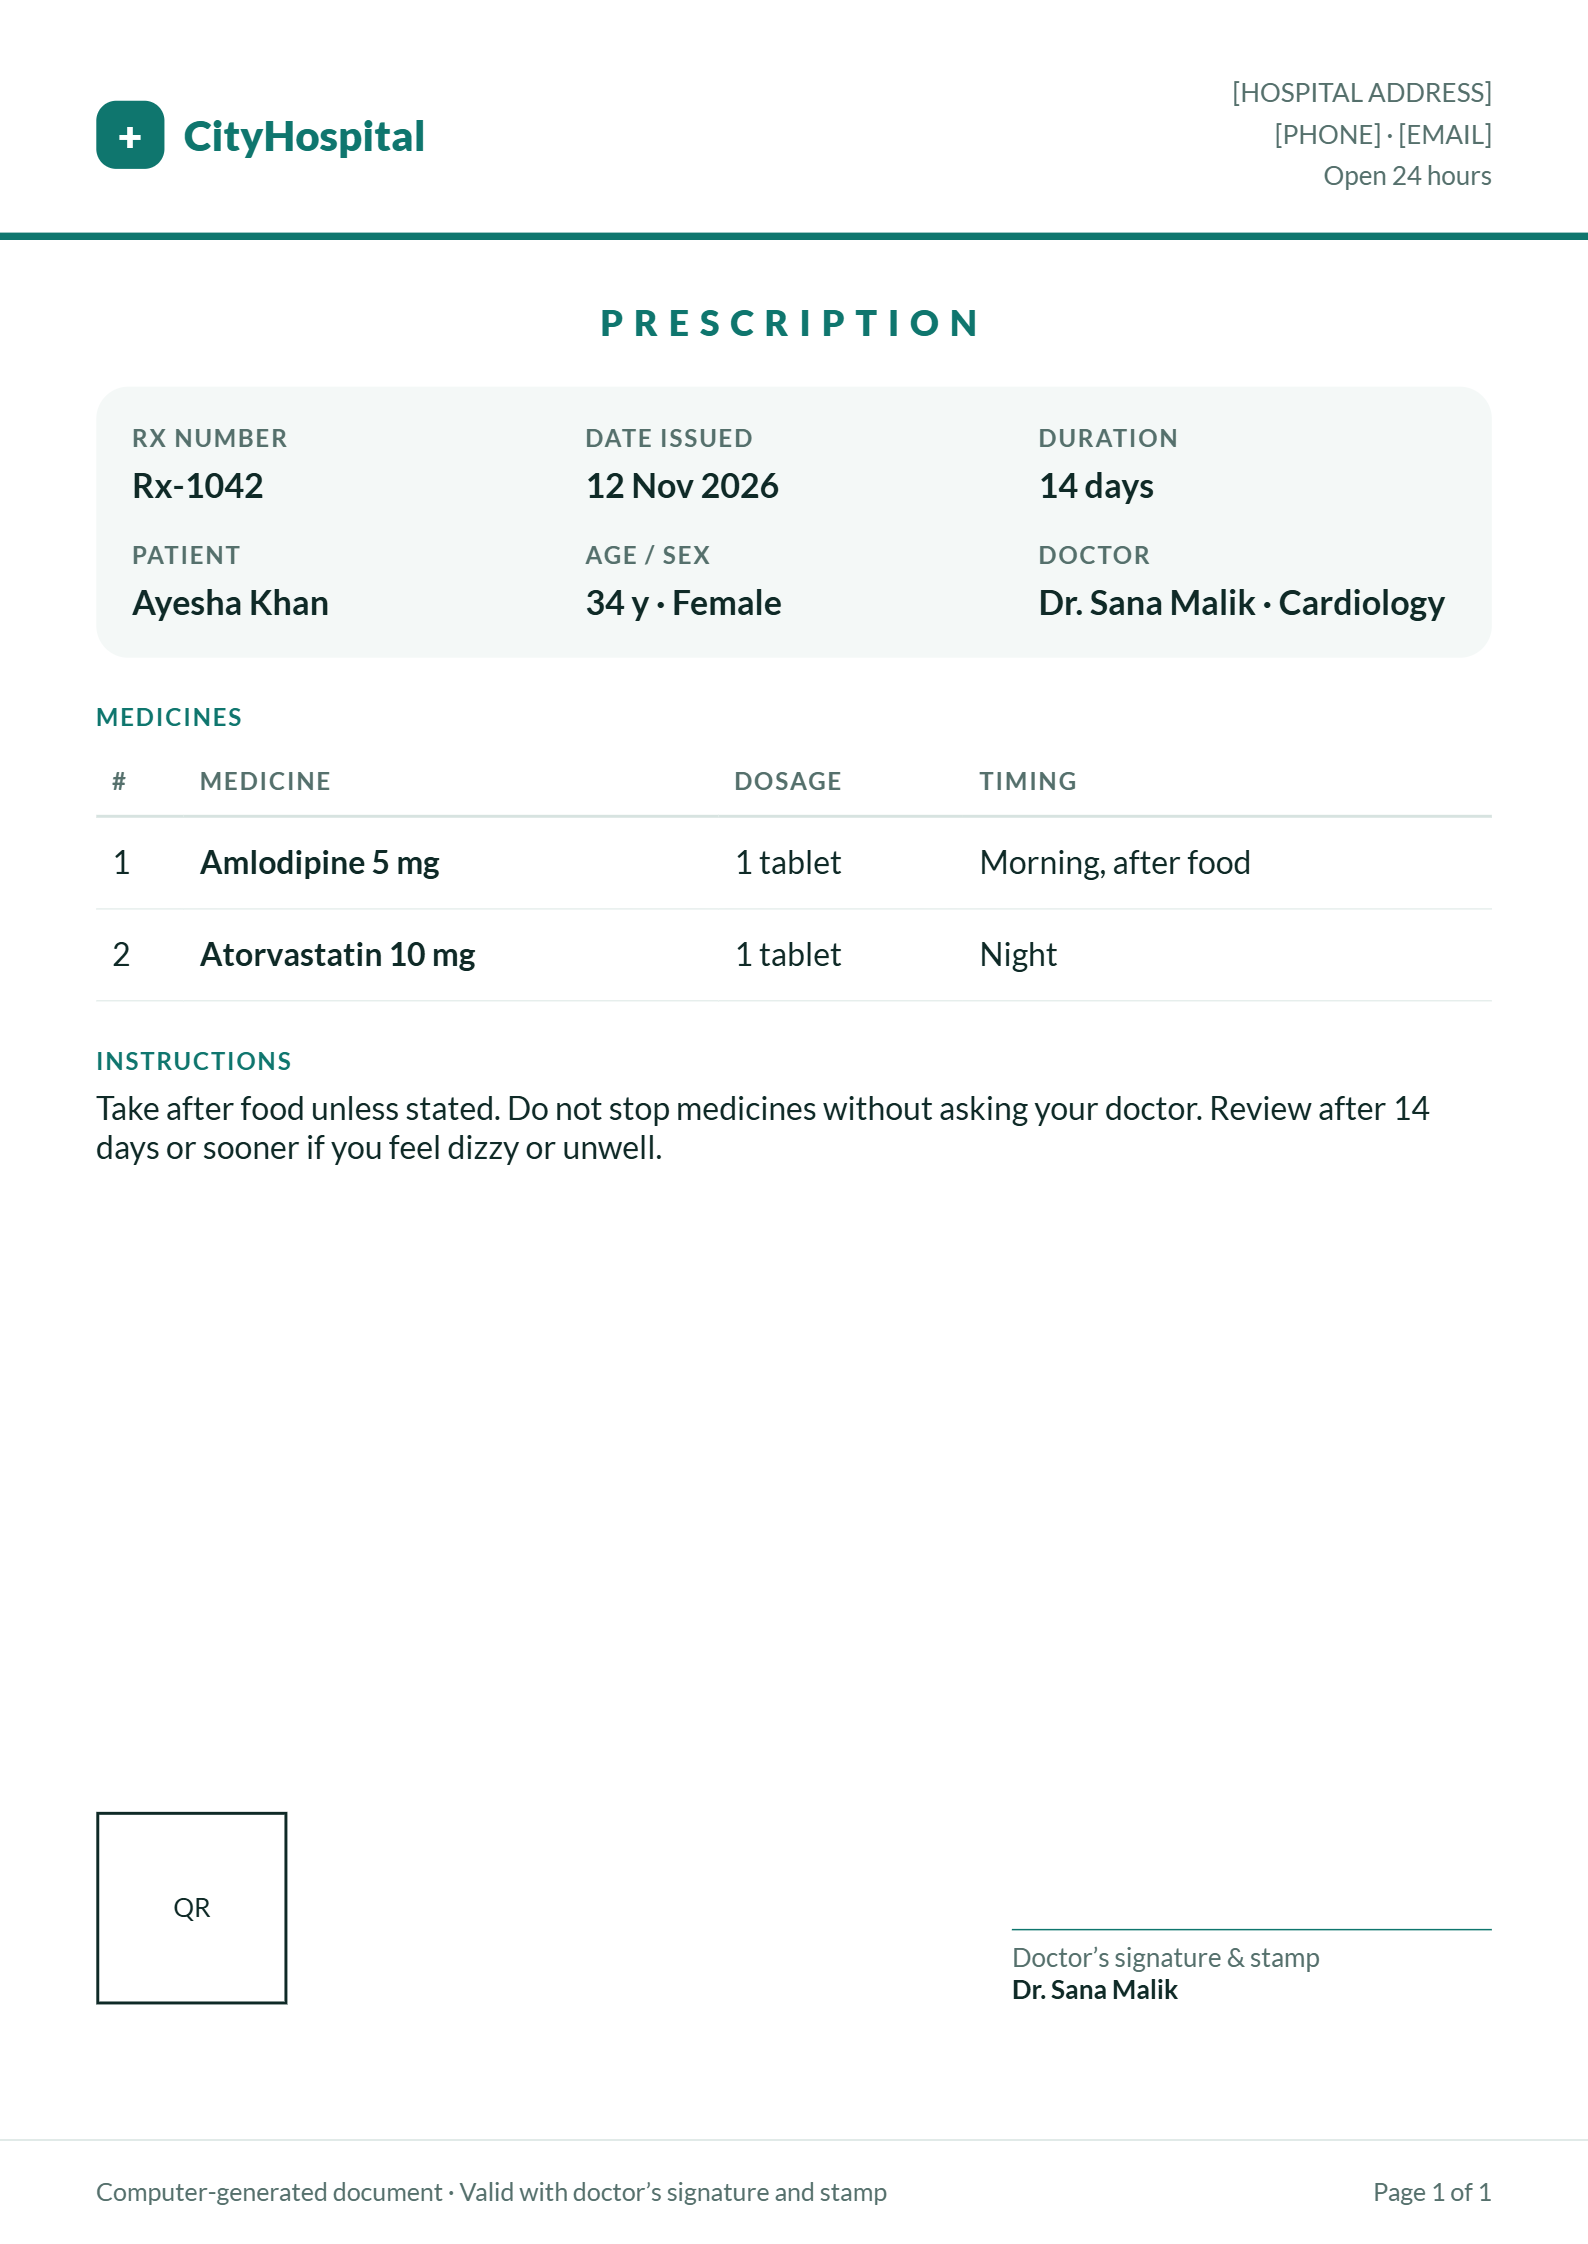 + CityHospital
[HOSPITAL ADDRESS]
[PHONE] · [EMAIL]
Open 24 hours
PRESCRIPTION
RX NUMBER DATE ISSUED DURATION
Rx-1042 12 Nov 2026 14 days
PATIENT AGE / SEX DOCTOR
Ayesha Khan 34 y · Female Dr. Sana Malik · Cardiology
MEDICINES
# MEDICINE DOSAGE TIMING
1 Amlodipine 5 mg 1 tablet Morning, after food
2 Atorvastatin 10 mg 1 tablet Night
INSTRUCTIONS
Take after food unless stated. Do not stop medicines without asking your doctor. Review after 14
days or sooner if you feel dizzy or unwell.
QR
Doctor’s signature & stamp
Dr. Sana Malik
Computer-generated document · Valid with doctor’s signature and stamp Page 1 of 1